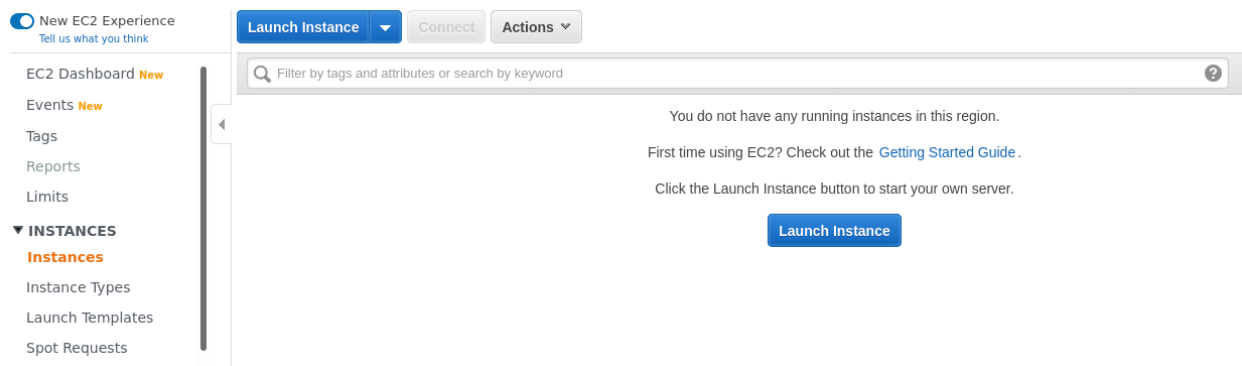 New EC2 Experience
Tell us what you think
EC2 Dashboard New
Events New
Tags
Reports
Limits
INSTANCES
Instances
Instance Types
Launch Templates
Spot Requests
Launch Instance
Connect
Actions
Filter by tags and attributes or search by keyword
You do not have any running instances in this region.
First time using EC2? Check out the Getting Started Guide.
Click the Launch Instance button to start your own server.
Launch Instance